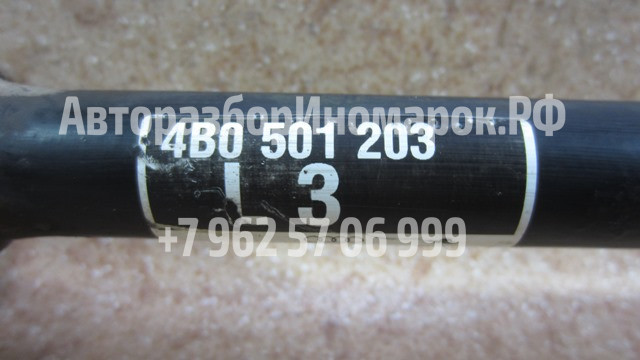 АвторазборИномарок.РФ
4B0 501 203
L 3
+7 962 57 06 999